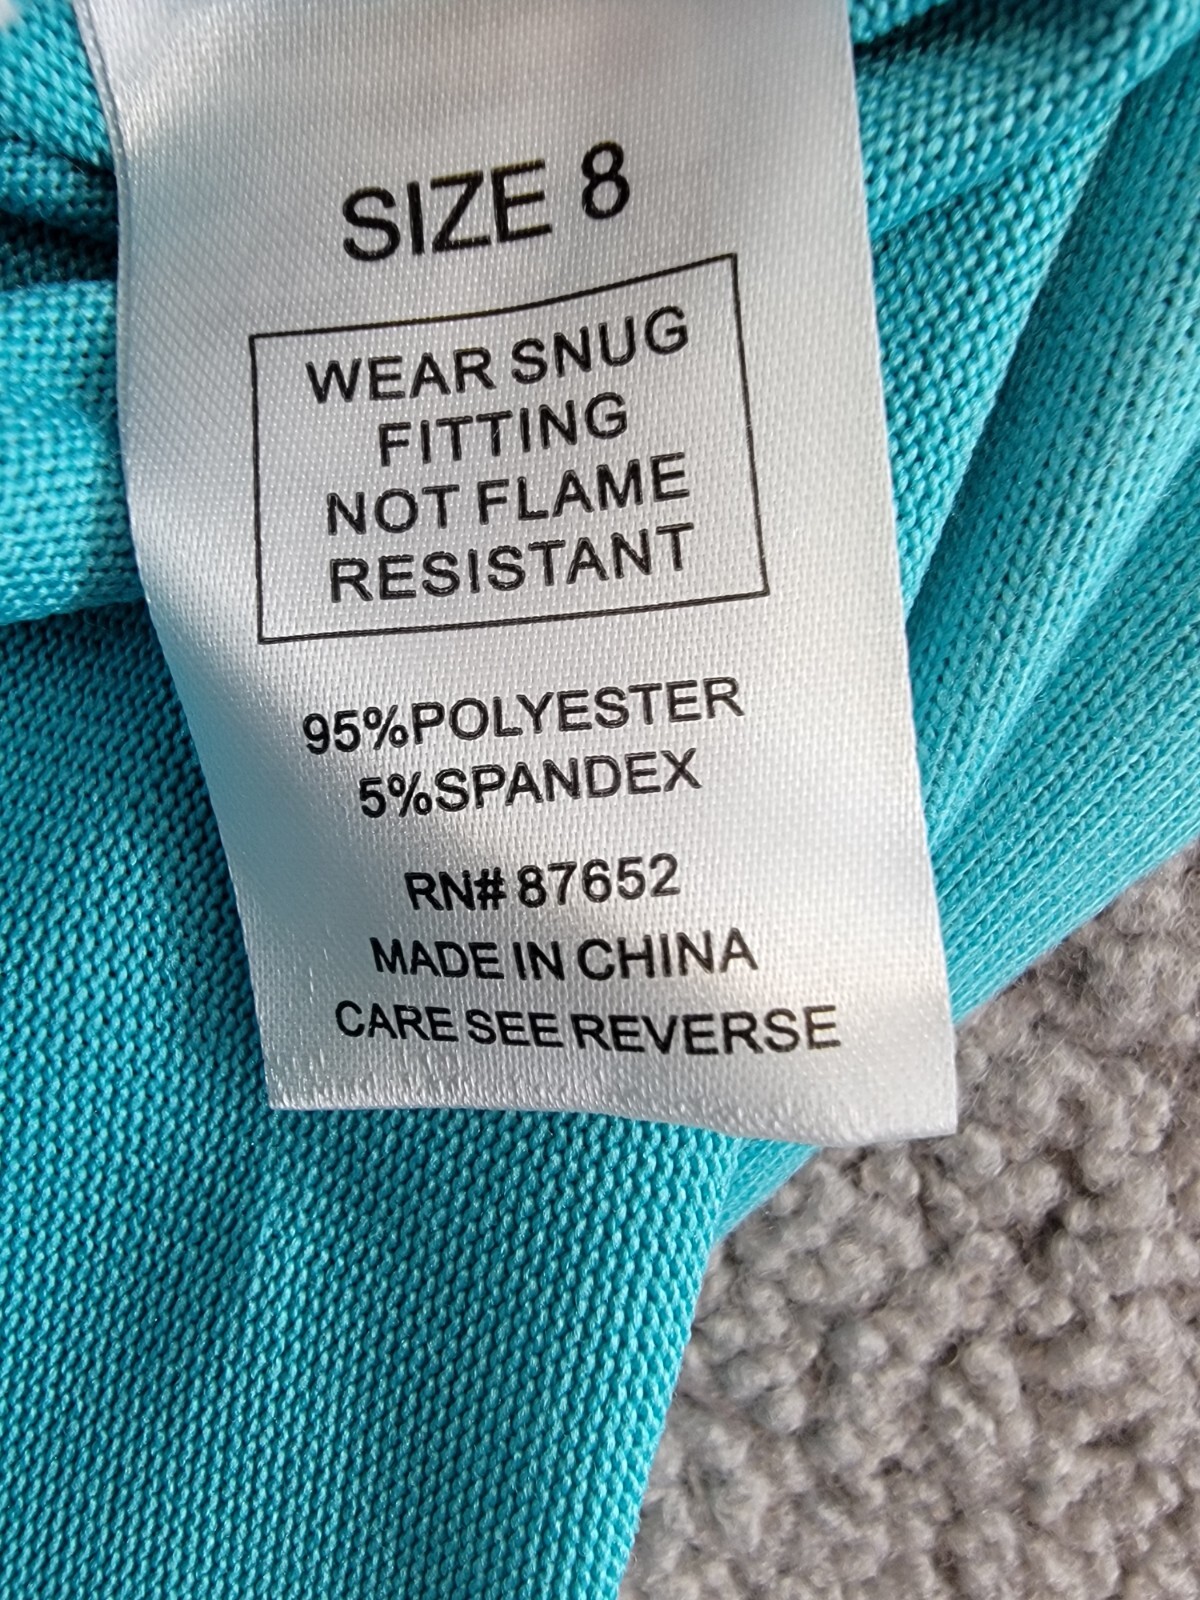 SIZE 8
WEAR SNUG
FITTING
NOT FLAME
RESISTANT
95%POLYESTER
5%SPANDEX
RN# 87652
MADE IN CHINA
CARE SEE REVERSE